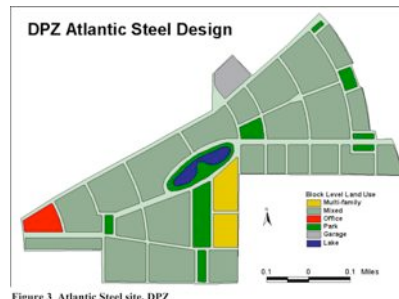 DPZ Atlantic Steel Design
Block Level Land Use
Multi-family
Mixed
Office
Park
Garage
Lake
N
0.1 0 0.1 Miles
Figure 3. Atlantic Steel site, DPZ